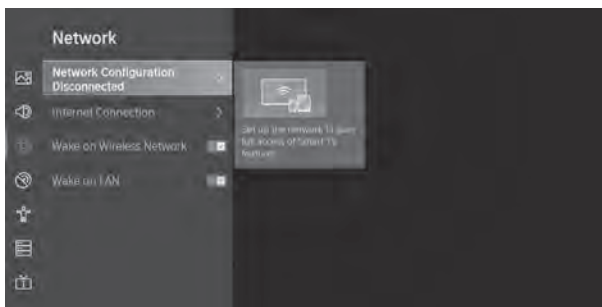 Network
Network Configuration
Disconnected
Internet Connection
Wake on Wireless Network
Wake on LAN
Set up the network to gain
full access of Smart TV
features